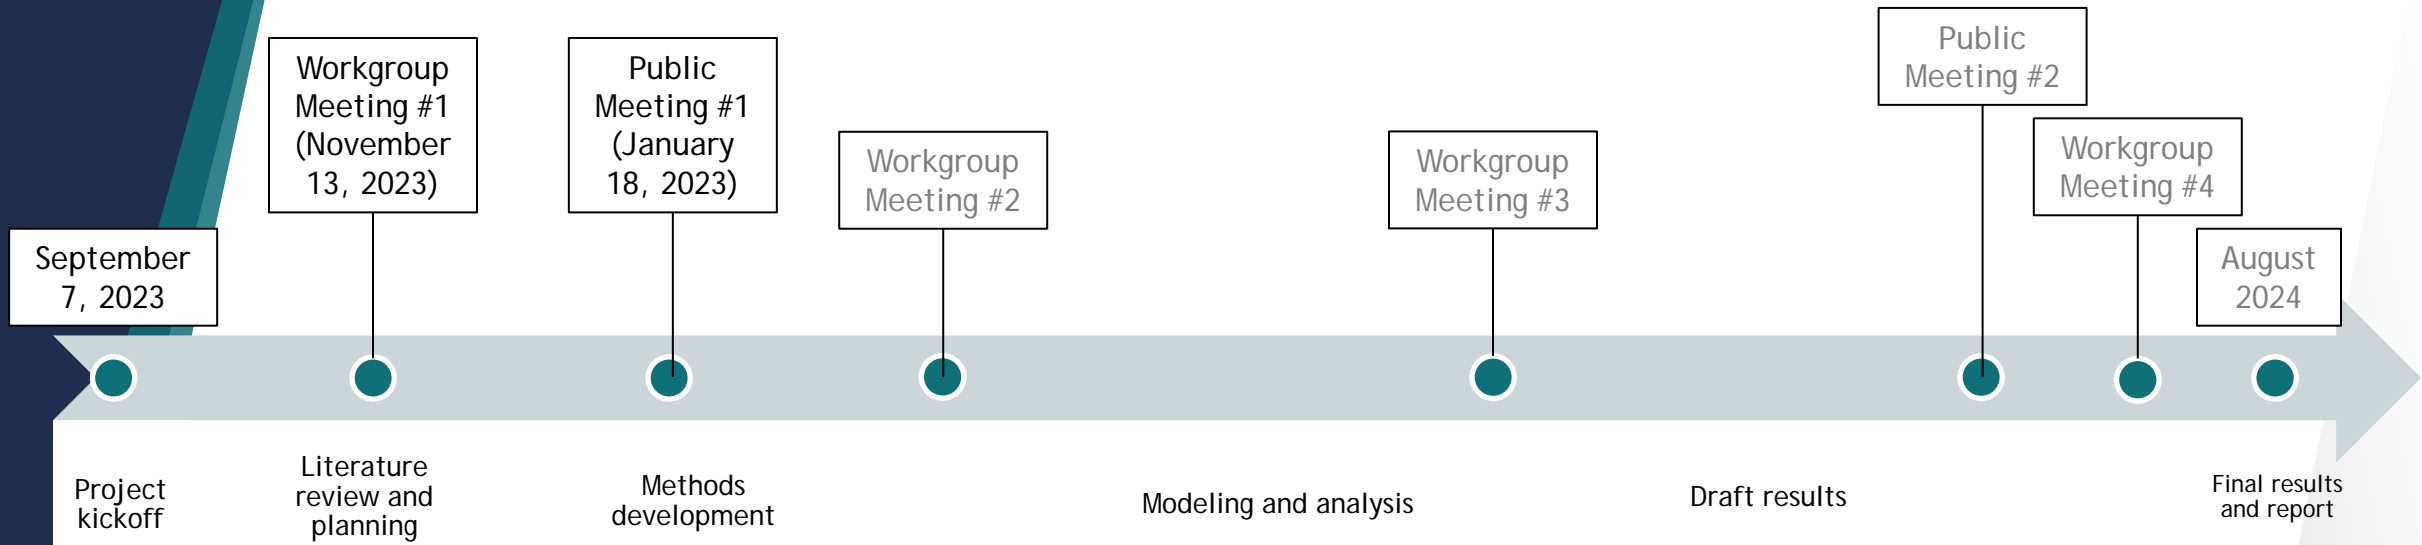 September
7, 2023
Workgroup
Meeting #1
(November
13, 2023)
Public
Meeting #1
(January
18, 2023)
Workgroup
Meeting #2
Workgroup
Meeting #3
Public
Meeting #2
Workgroup
Meeting #4
August
2024
Project
kickoff
Literature
review and
planning
Methods
development
Modeling and analysis
Draft results
Final results
and report